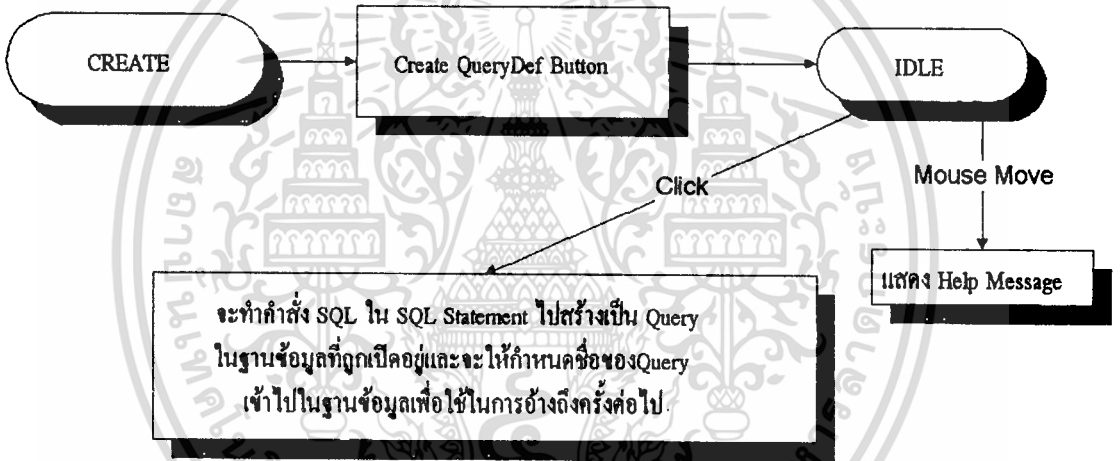 CREATE
Create QueryDef Button
IDLE
Click
Mouse Move
แสดง Help Message
จะทำคำสั่ง SQL ใน SQL Statement ไปสร้างเป็น Query
ในฐานข้อมูลที่ถูกเปิดอยู่และจะให้กำหนดชื่อของQuery
เข้าไปในฐานข้อมูลเพื่อใช้ในการอ้างถึงครั้งต่อไป